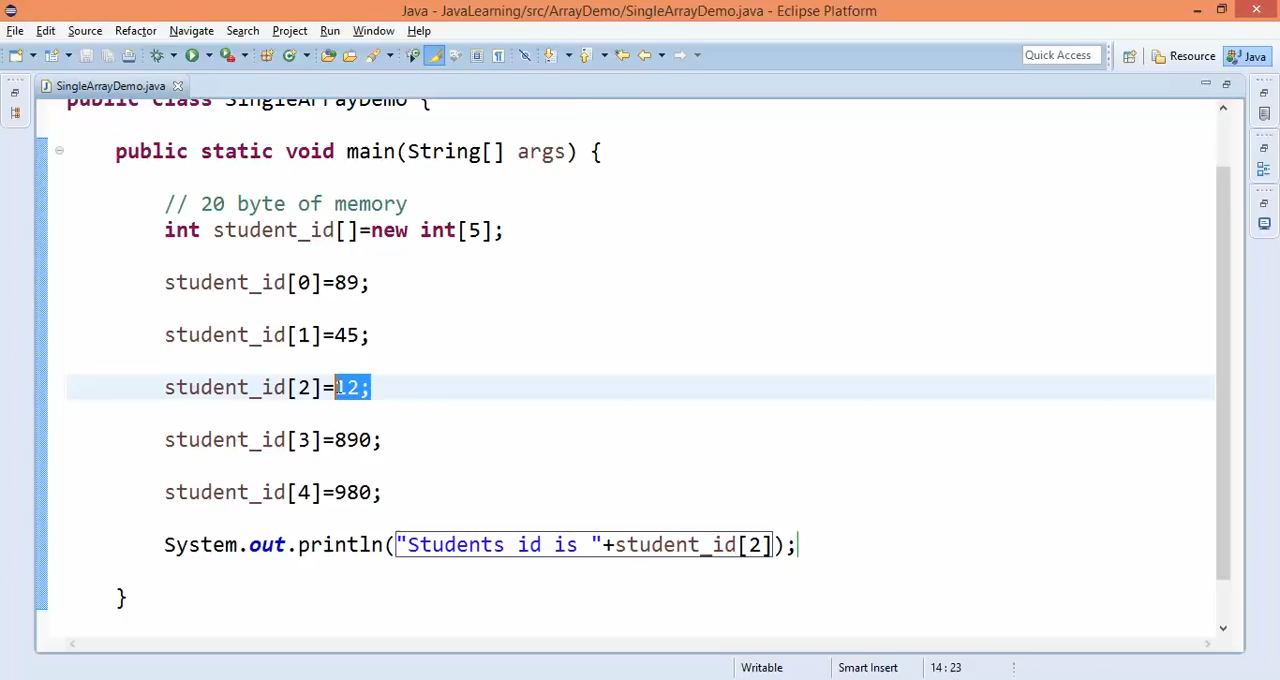 Java - JavaLearning/src/ArrayDemo/SingleArrayDemo.java - Eclipse Platform
File Edit Source Refactor Navigate Search Project Run Window Help
Quick Access Resource Java
SingleArrayDemo.java
public class SingleArrayDemo {
public static void main(String[] args) {
// 20 byte of memory
int student_id[]=new int[5];
student_id[0]=89;
student_id[1]=45;
student_id[2]=12;
student_id[3]=890;
student_id[4]=980;
System.out.println("Students id is "+student_id[2]);
}
Writable Smart Insert 14:23